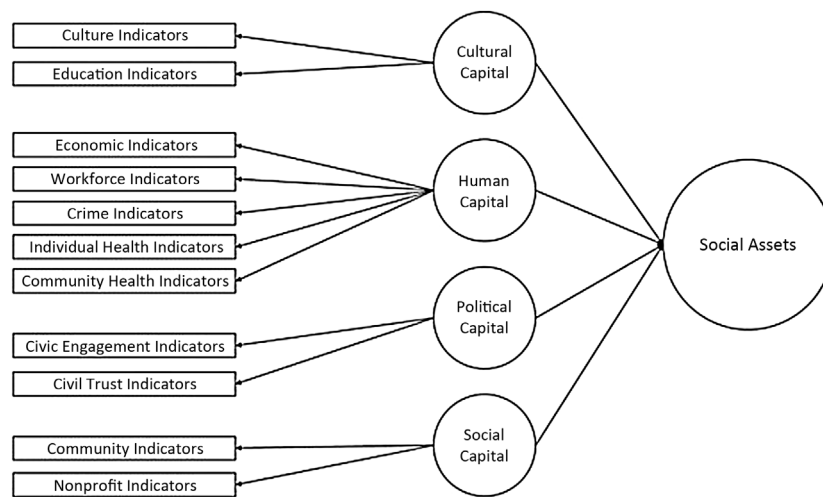 Culture Indicators
Education Indicators
Economic Indicators
Workforce Indicators
Crime Indicators
Individual Health Indicators
Community Health Indicators
Civic Engagement Indicators
Civil Trust Indicators
Community Indicators
Nonprofit Indicators
Cultural
Capital
Human
Capital
Political
Capital
Social
Capital
Social Assets